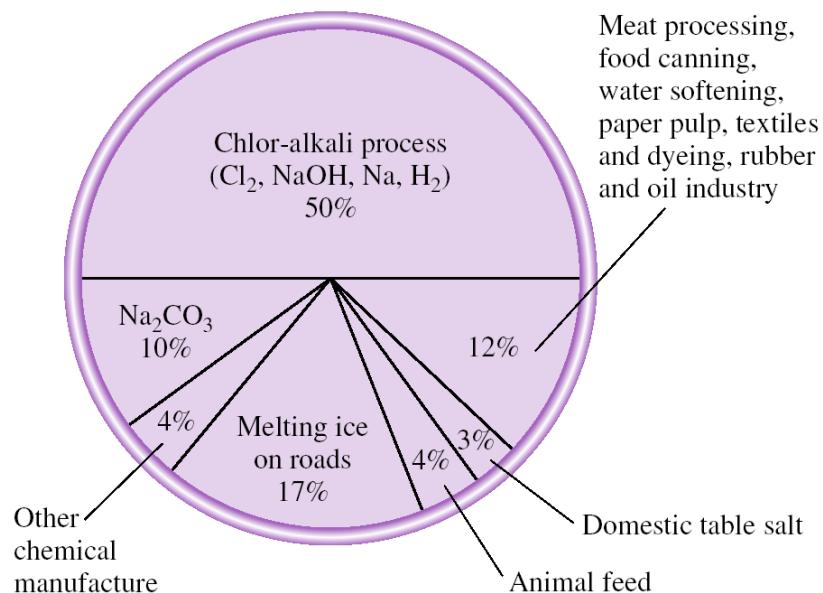 Meat processing,
food canning,
water softening,
paper pulp, textiles
and dyeing, rubber
and oil industry
Chlor-alkali process
(Cl₂, NaOH, Na, H₂)
50%
Na₂CO₃
10%
12%
4%
Melting ice
on roads
17%
4%
3%
Other
chemical
manufacture
Domestic table salt
Animal feed